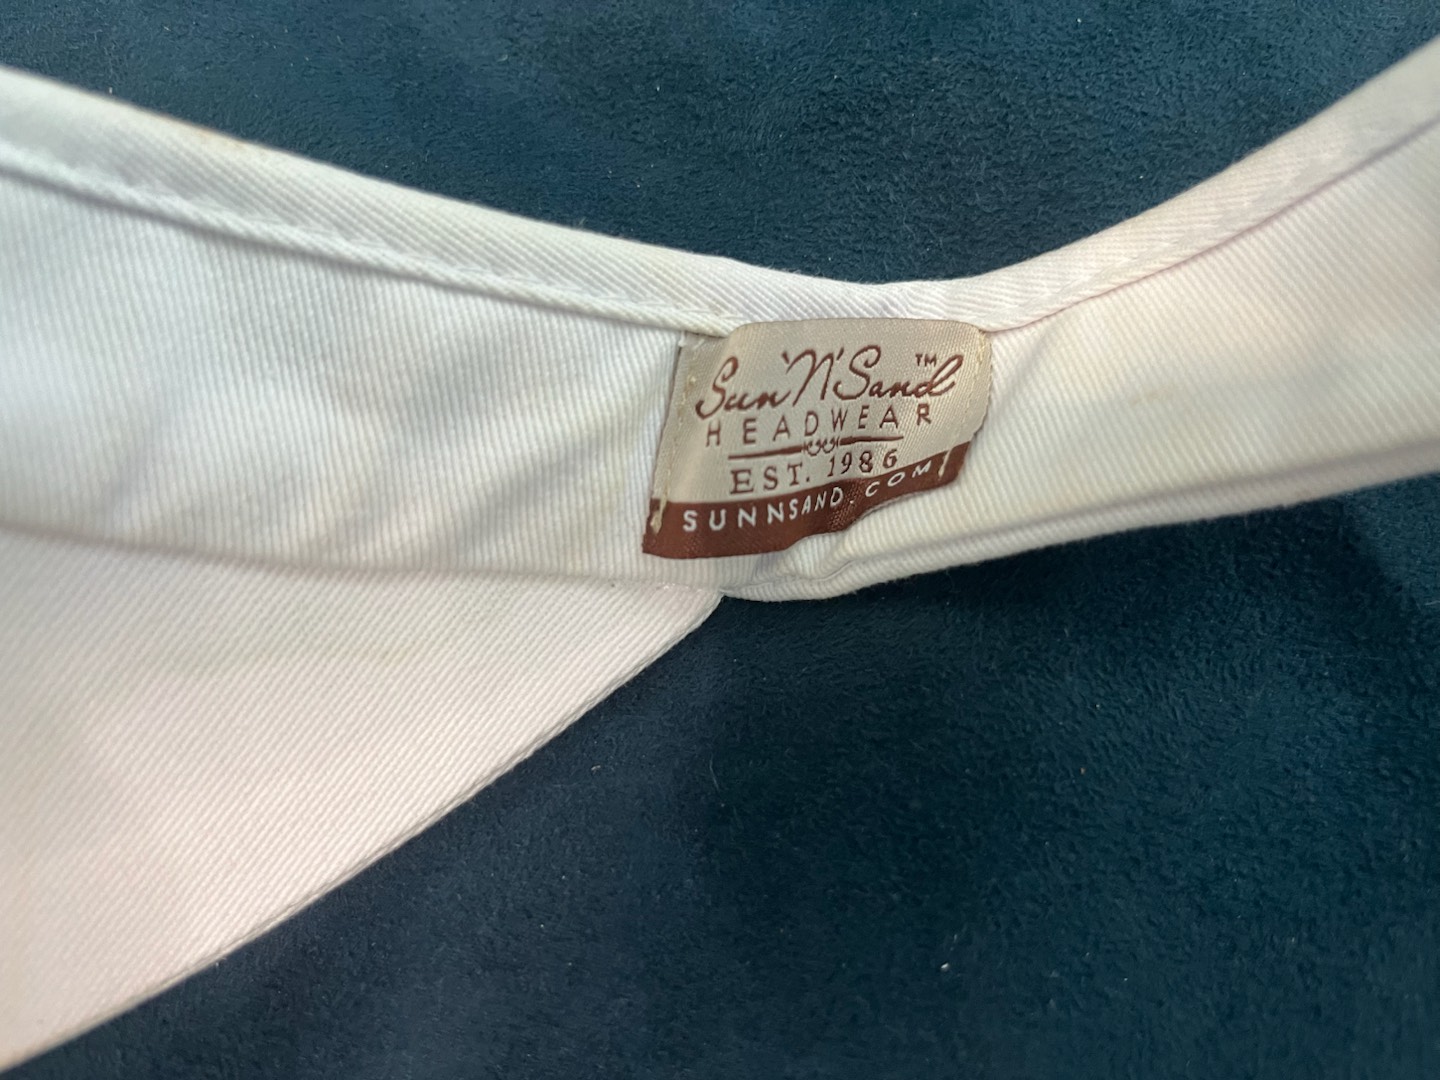 Sun 'N' Sand™
HEADWEAR
EST. 1986
SUNNSAND.COM